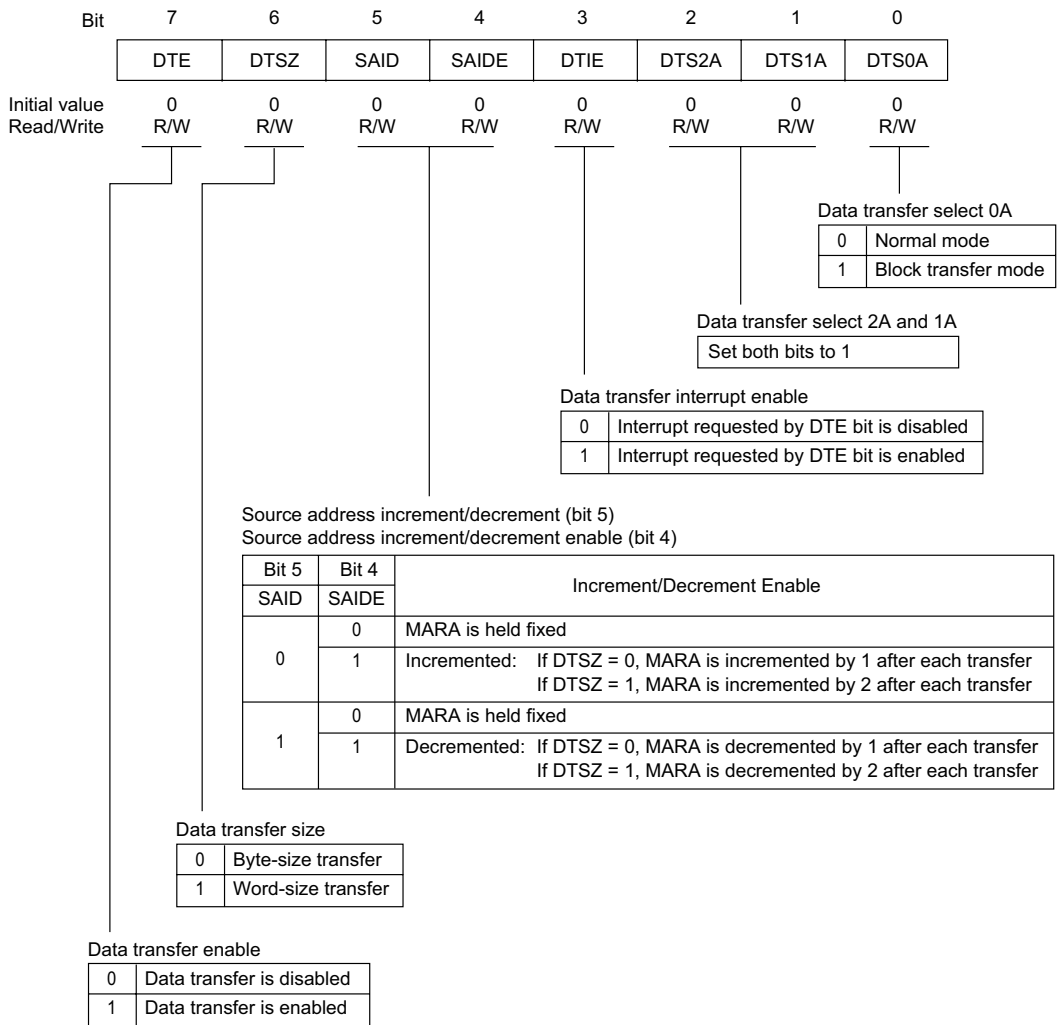 Bit 7 6 5 4 3 2 1 0
DTE DTSZ SAID SAIDE DTIE DTS2A DTS1A DTS0A
Initial value 0 0 0 0 0 0 0 0
Read/Write R/W R/W R/W R/W R/W R/W R/W R/W
Data transfer select 0A
0 Normal mode
1 Block transfer mode
Data transfer select 2A and 1A
Set both bits to 1
Data transfer interrupt enable
0 Interrupt requested by DTE bit is disabled
1 Interrupt requested by DTE bit is enabled
Source address increment/decrement (bit 5)
Source address increment/decrement enable (bit 4)
Bit 5 Bit 4 Increment/Decrement Enable
SAID SAIDE
0 0 MARA is held fixed
1 Incremented: If DTSZ = 0, MARA is incremented by 1 after each transfer
If DTSZ = 1, MARA is incremented by 2 after each transfer
1 0 MARA is held fixed
1 Decremented: If DTSZ = 0, MARA is decremented by 1 after each transfer
If DTSZ = 1, MARA is decremented by 2 after each transfer
Data transfer size
0 Byte-size transfer
1 Word-size transfer
Data transfer enable
0 Data transfer is disabled
1 Data transfer is enabled